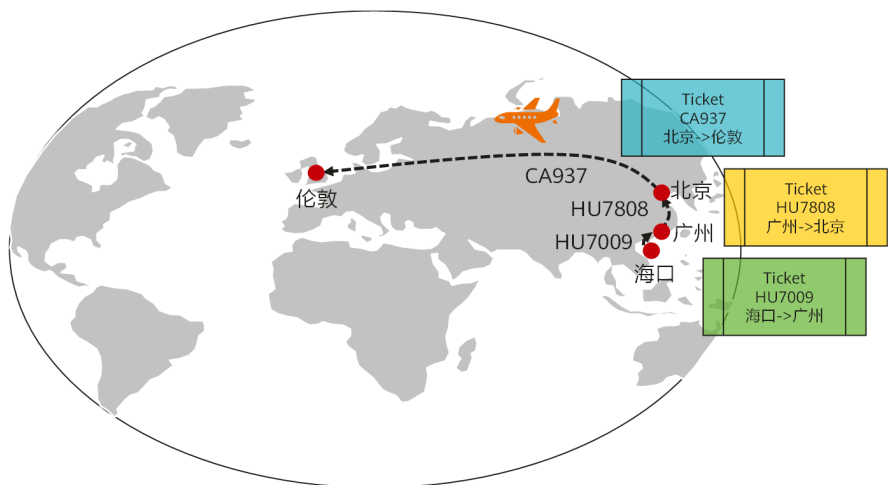 Ticket
CA937
北京->伦敦
CA937
伦敦
北京
Ticket
HU7808
广州->北京
HU7808
广州
HU7009
海口
Ticket
HU7009
海口->广州